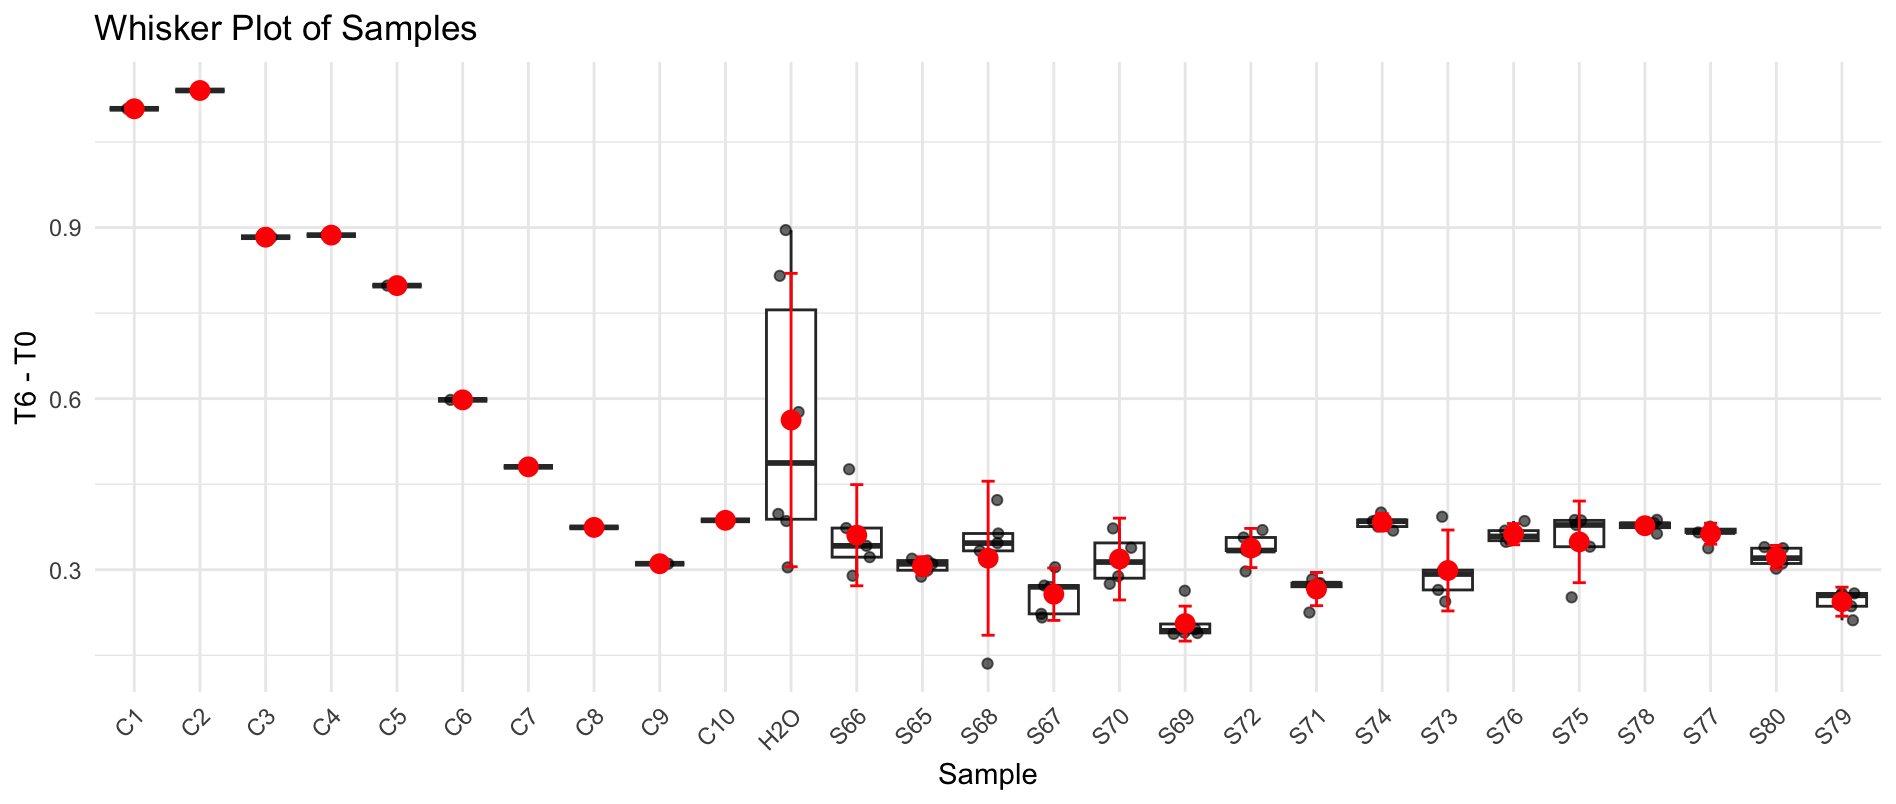 Whisker Plot of Samples
T6 - T0
0.9
0.6
0.3
C1 C2 C3 C4 C5 C6 C7 C8 C9 C10 H2O S66 S65 S68 S67 S70 S69 S72 S71 S74 S73 S76 S75 S78 S77 S80 S79
Sample